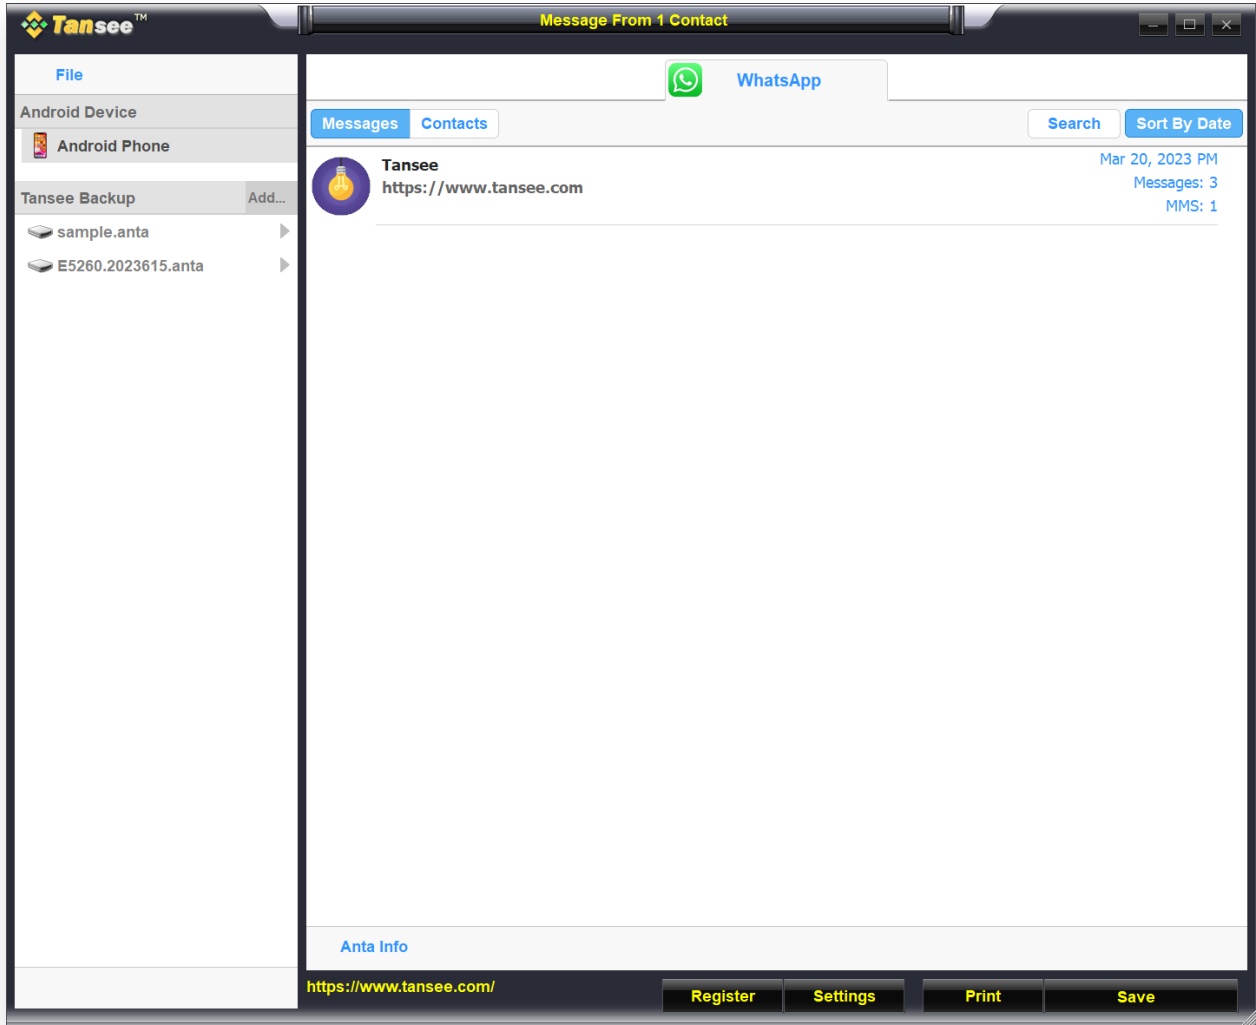 Tansee™
Message From 1 Contact
File
WhatsApp
Android Device
Messages Contacts Search Sort By Date
Android Phone
Tansee
https://www.tansee.com
Mar 20, 2023 PM
Messages: 3
MMS: 1
Tansee Backup Add...
sample.anta
E5260.2023615.anta
Anta Info
https://www.tansee.com/
Register Settings Print Save